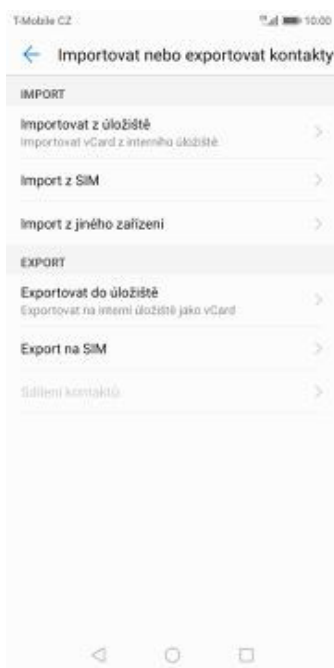 T-Mobile CZ
10:00
Importovat nebo exportovat kontakty
IMPORT
Importovat z úložiště
Importovat vCard z interního úložiště
Import z SIM
Import z jiného zařízení
EXPORT
Exportovat do úložiště
Exportovat na interní úložiště jako vCard
Export na SIM
Sdílení kontaktů